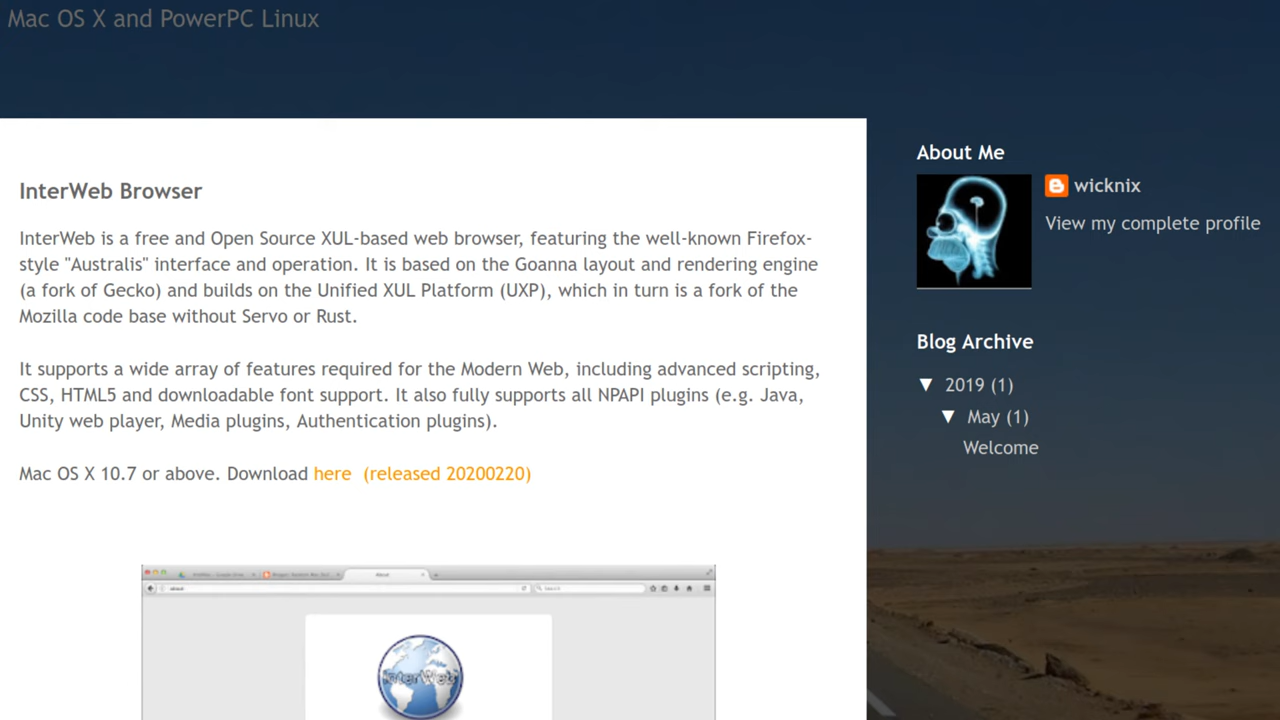 Mac OS X and PowerPC Linux
InterWeb Browser
InterWeb is a free and Open Source XUL-based web browser, featuring the well-known Firefox-
style "Australis" interface and operation. It is based on the Goanna layout and rendering engine
(a fork of Gecko) and builds on the Unified XUL Platform (UXP), which in turn is a fork of the
Mozilla code base without Servo or Rust.
It supports a wide array of features required for the Modern Web, including advanced scripting,
CSS, HTML5 and downloadable font support. It also fully supports all NPAPI plugins (e.g. Java,
Unity web player, Media plugins, Authentication plugins).
Mac OS X 10.7 or above. Download here (released 20200220)
About
InterWeb
About Me
wicknix
View my complete profile
Blog Archive
▼ 2019 (1)
▼ May (1)
Welcome